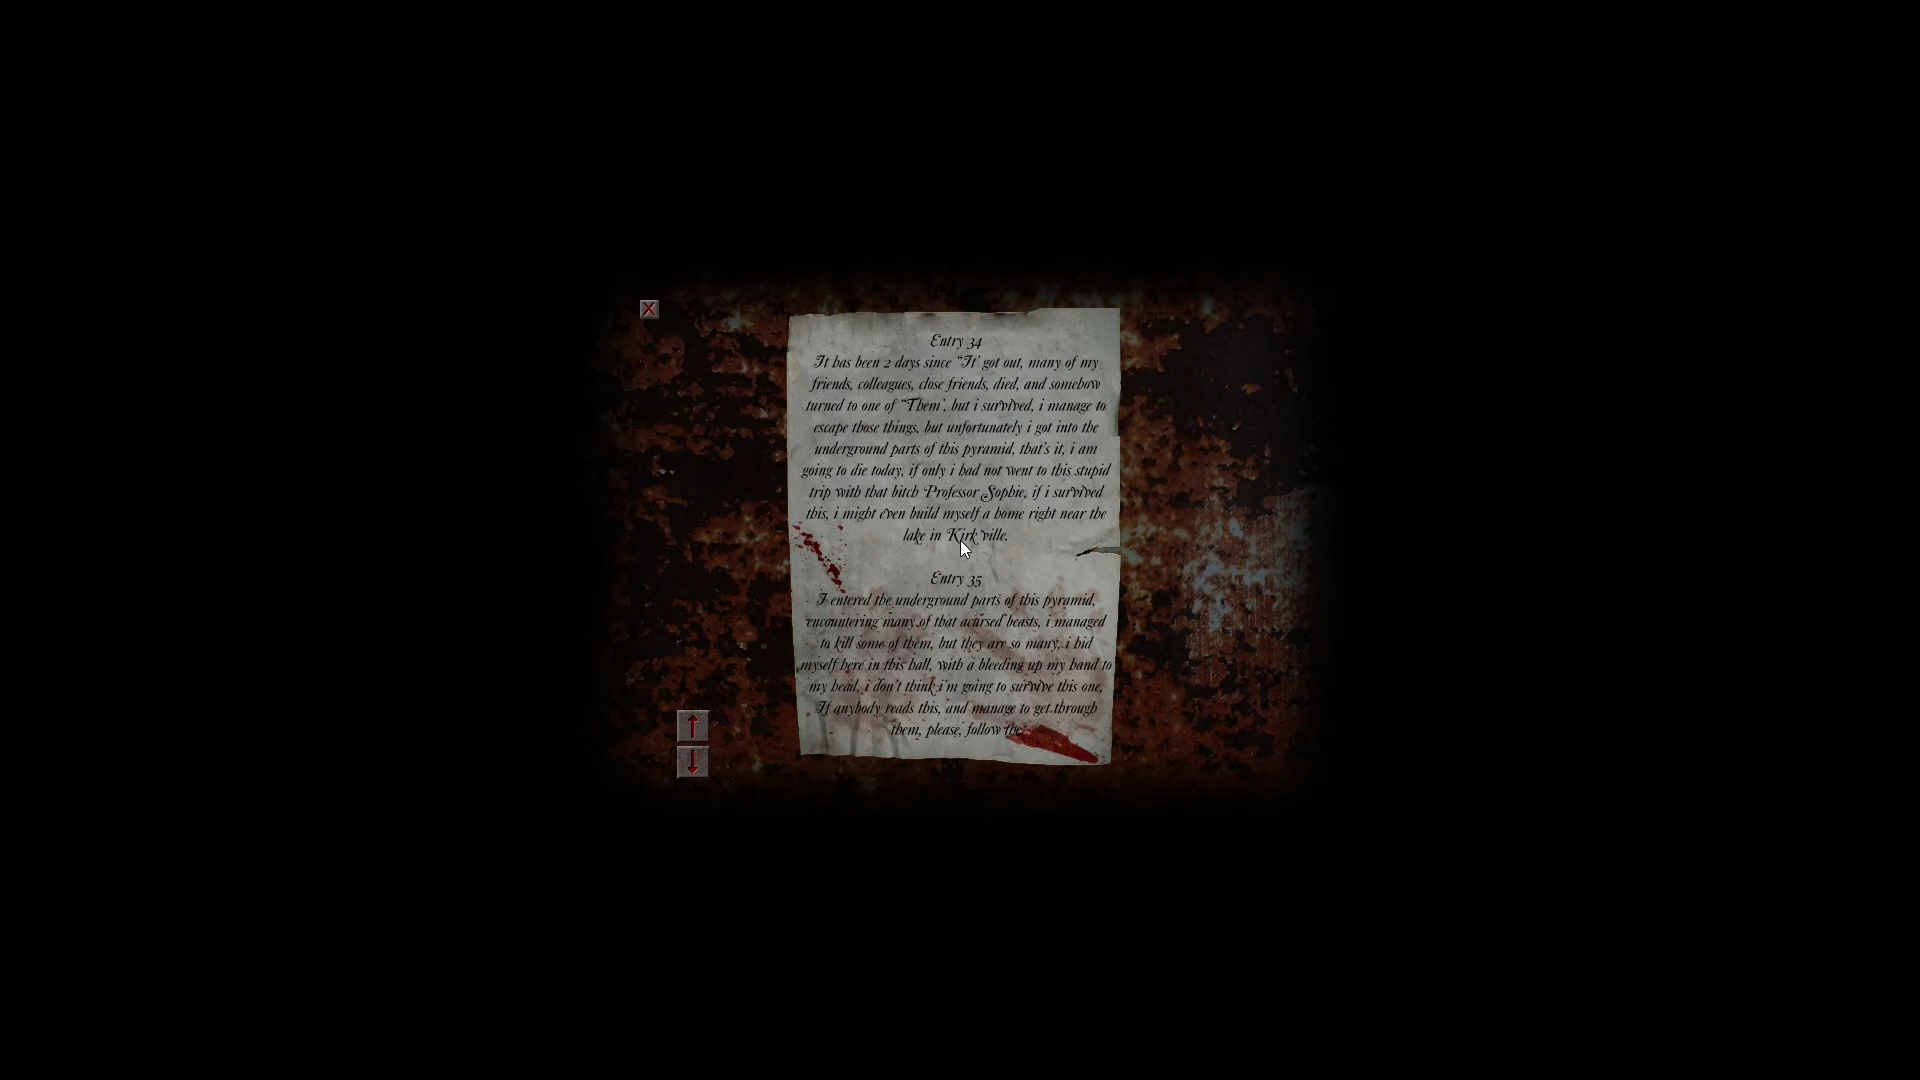 Entry 34
It has been 2 days since “It' got out, many of my
friends, colleagues, close friends, died, and somehow
turned to one of “Them', but i survived, i manage to
escape those things, but unfortunately i got into the
underground parts of this pyramid, that's it, i am
going to die today, if only i had not went to this stupid
trip with that bitch Professor Sophie, if i survived
this, i might even build myself a home right near the
lake in Kirkville.
Entry 35
I entered the underground parts of this pyramid,
encountering many of that acursed beasts, i managed
to kill some of them, but they are so many, i hid
myself here in this hall, with a bleeding up my hand to
my head, i don't think i'm going to survive this one,
If anybody reads this, and manage to get through
them, please, follow the